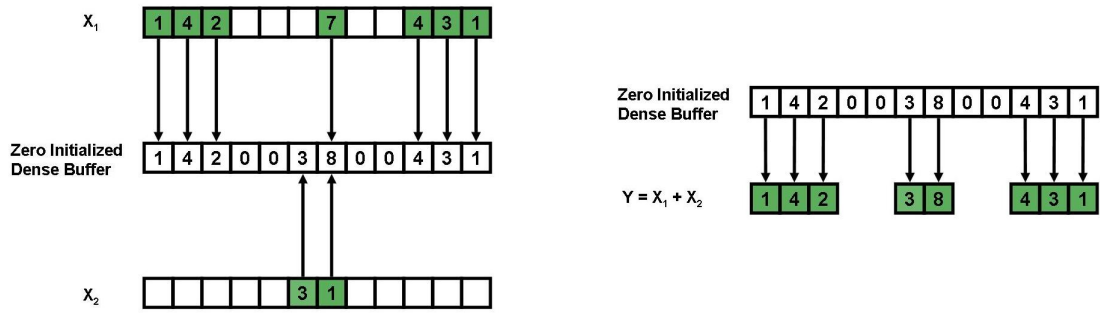 X1 1 4 2 7 4 3 1
Zero Initialized
Dense Buffer
1 4 2 0 0 3 8 0 0 4 3 1
X2 3 1
Zero Initialized
Dense Buffer
1 4 2 0 0 3 8 0 0 4 3 1
Y = X1 + X2 1 4 2 3 8 4 3 1